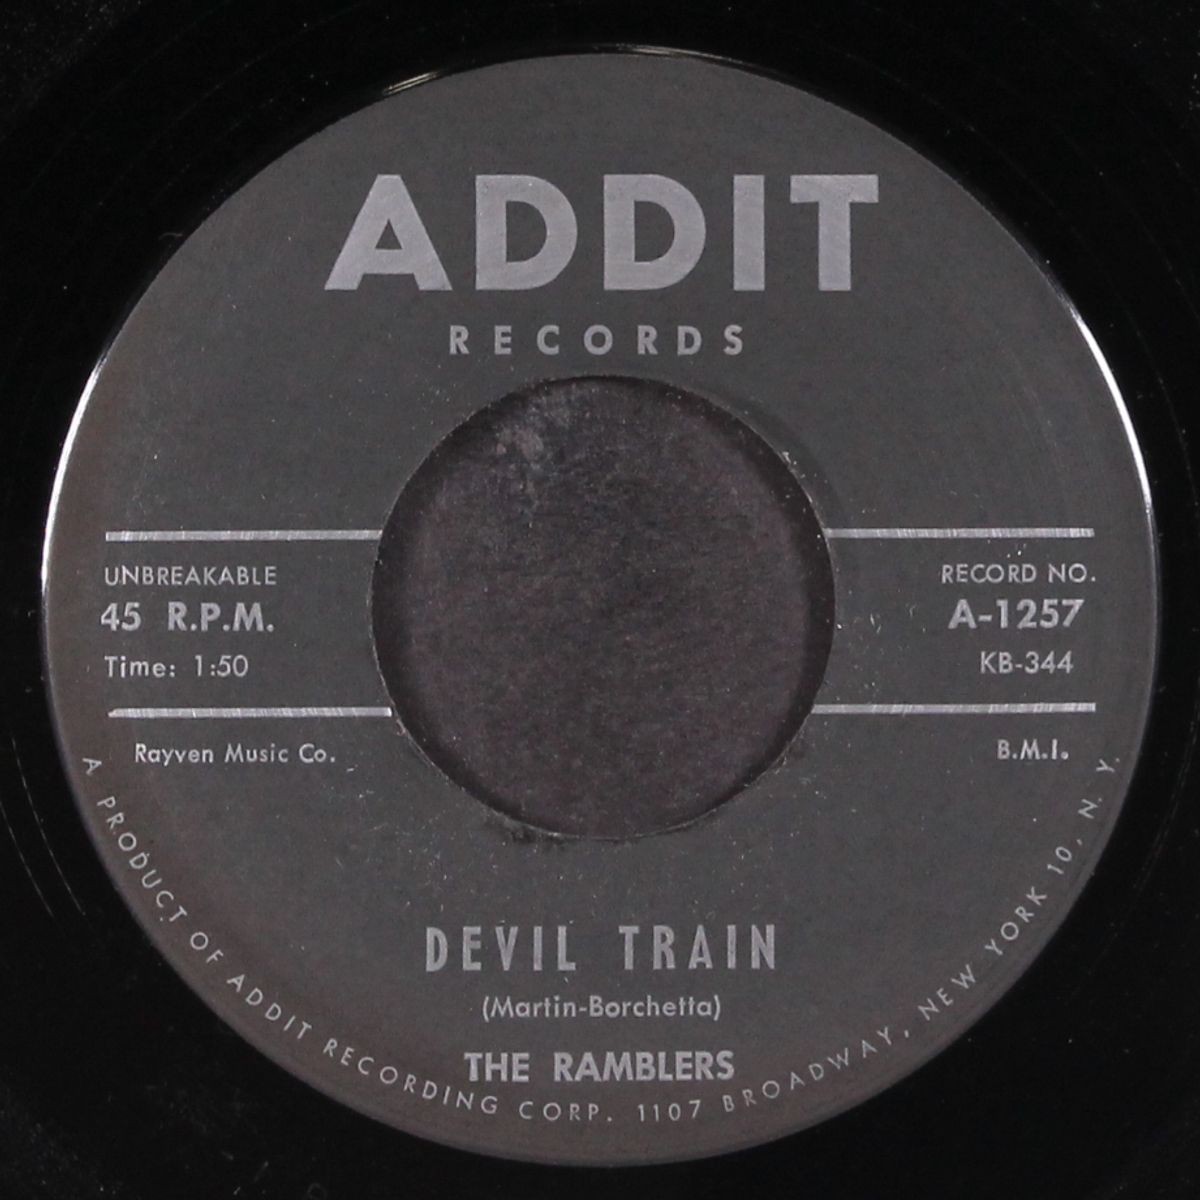 ADDIT
RECORDS
UNBREAKABLE
45 R.P.M.
Time: 1:50
RECORD NO.
A-1257
KB-344
Rayven Music Co.
B.M.I.
DEVIL TRAIN
(Martin-Borchetta)
THE RAMBLERS
A PRODUCT OF ADDIT RECORDING CORP. 1107 BROADWAY, NEW YORK 10, N. Y.